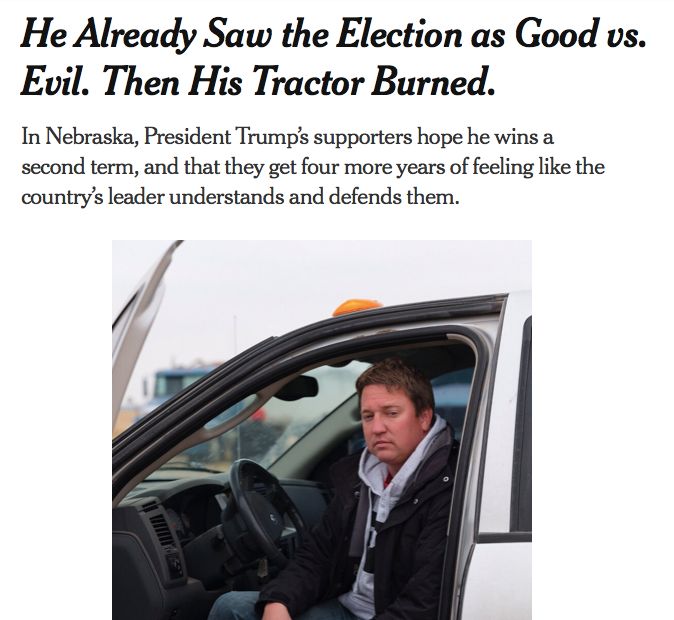 He Already Saw the Election as Good vs.
Evil. Then His Tractor Burned.
In Nebraska, President Trump's supporters hope he wins a
second term, and that they get four more years of feeling like the
country's leader understands and defends them.